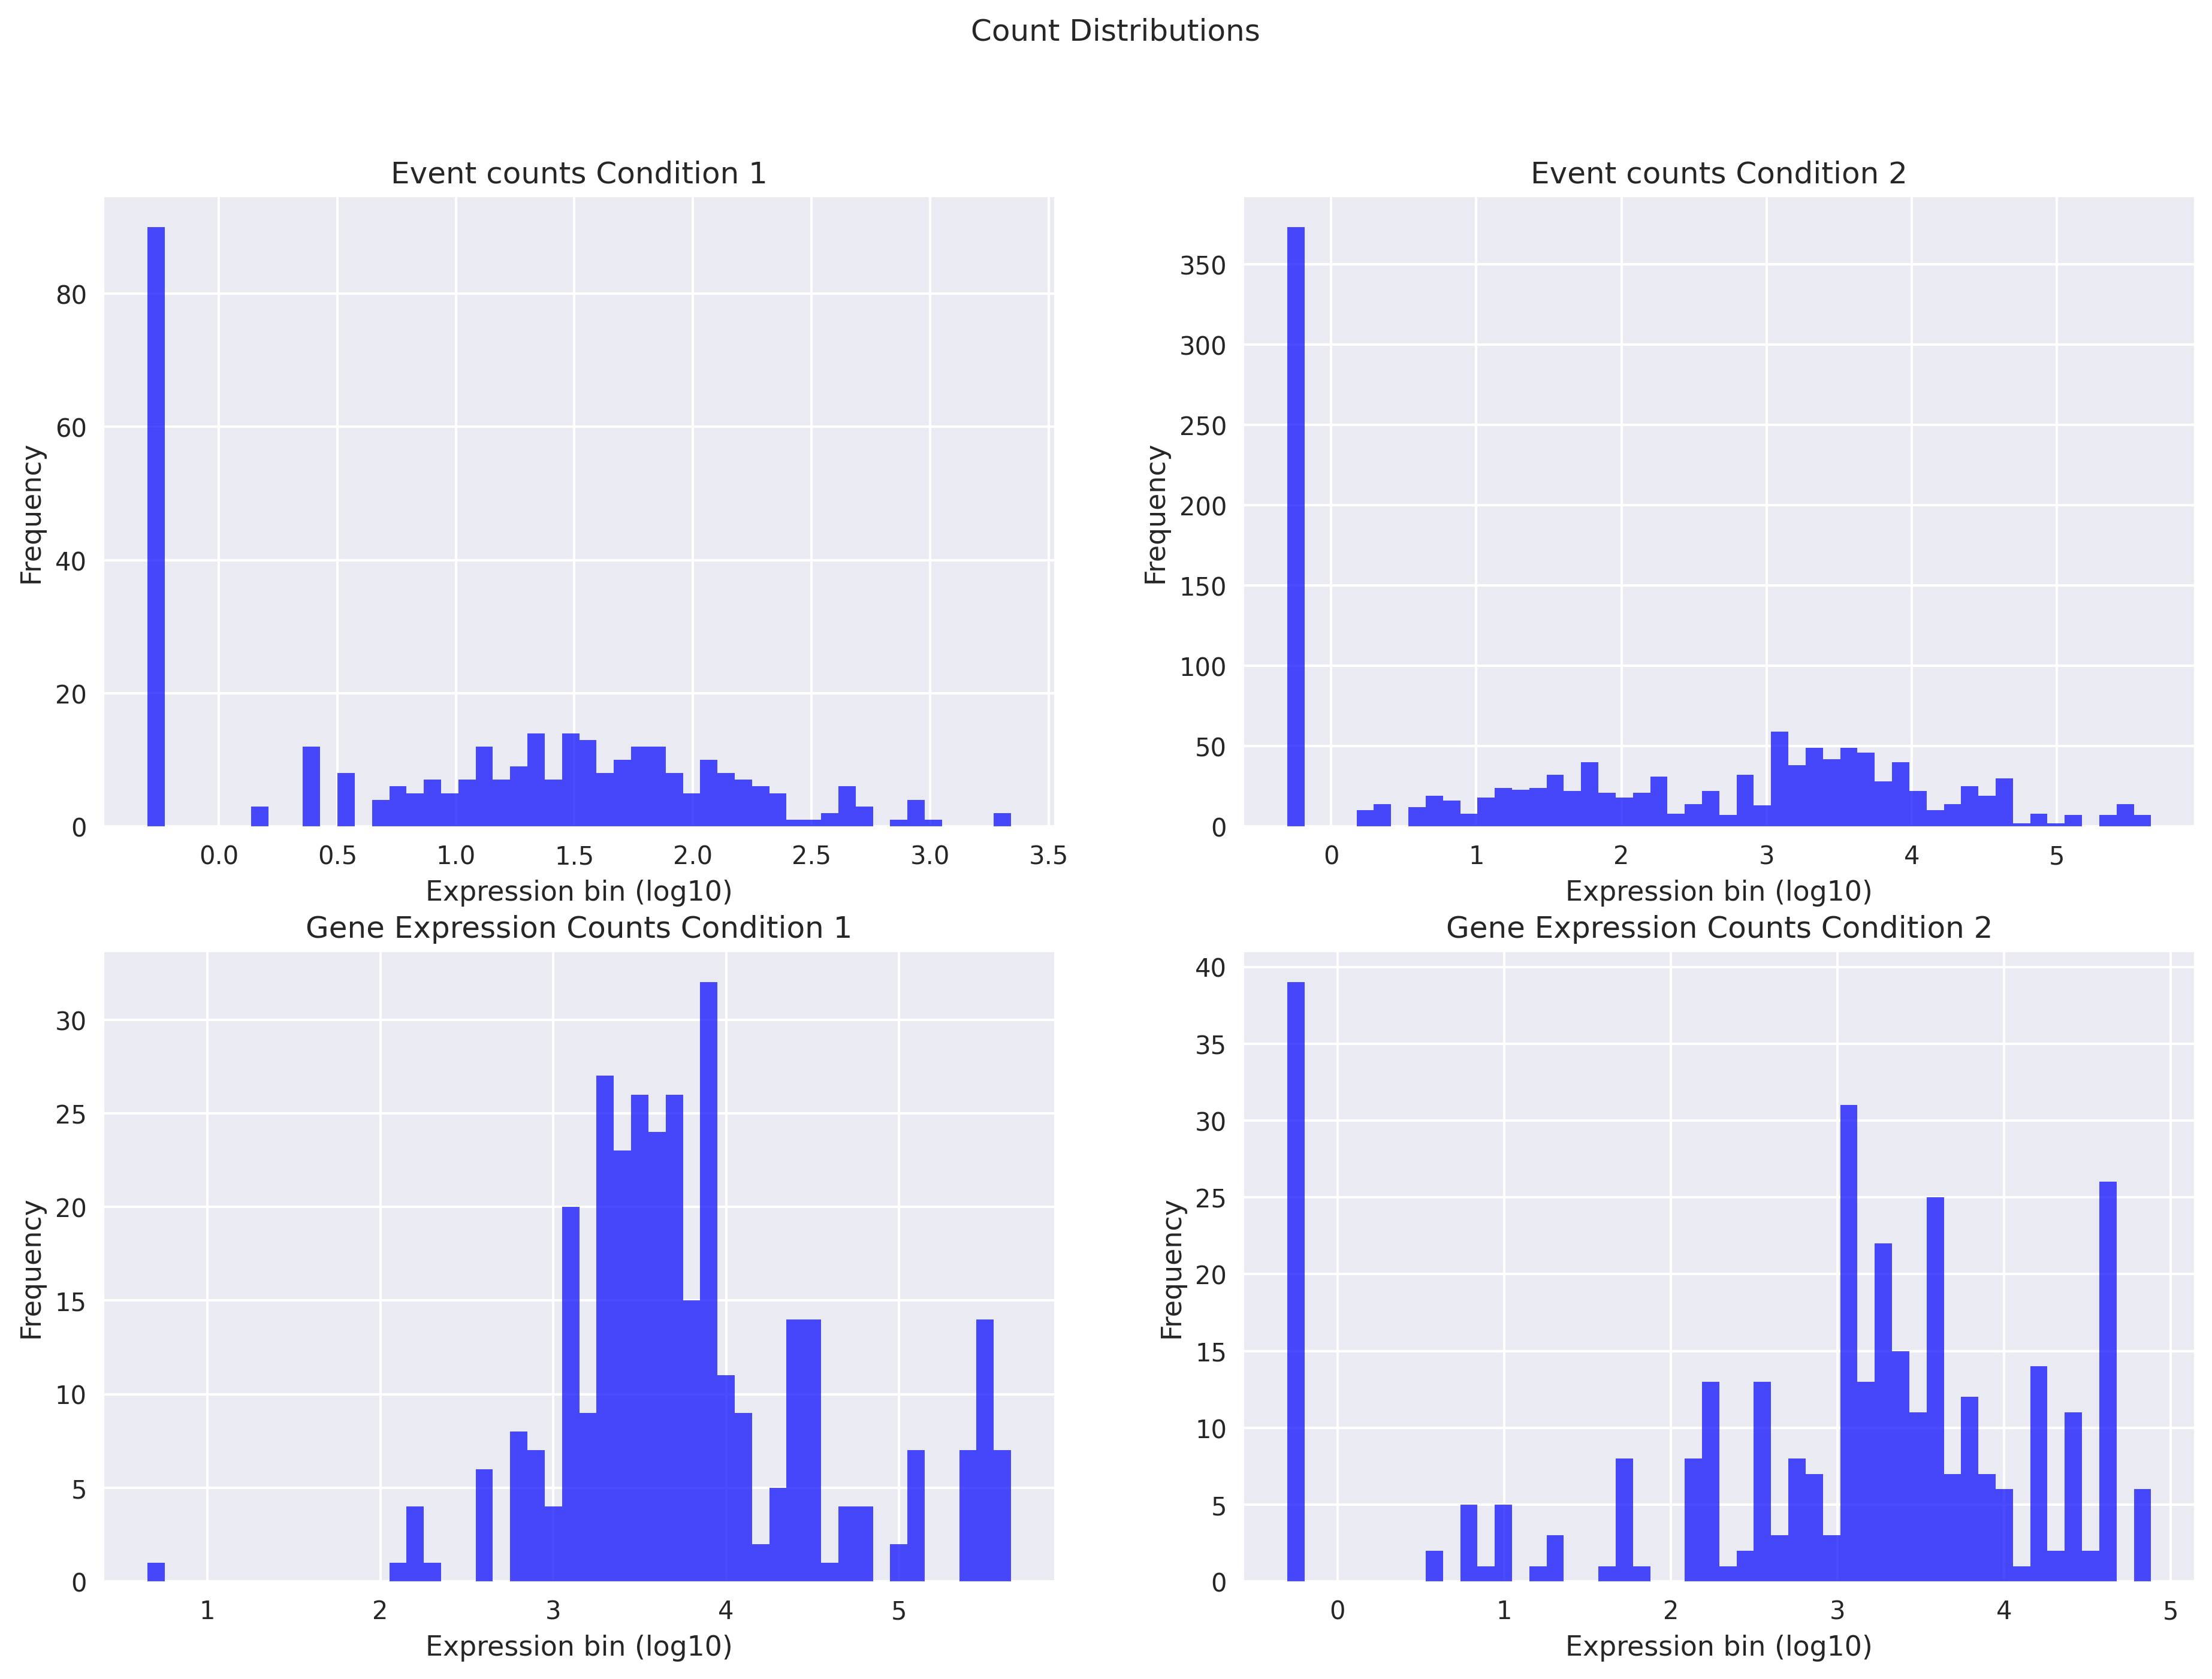 Count Distributions
Event counts Condition 1
Frequency
80
60
40
20
0
0.0 0.5 1.0 1.5 2.0 2.5 3.0 3.5
Expression bin (log10)
Event counts Condition 2
Frequency
350
300
250
200
150
100
50
0
0 1 2 3 4 5
Expression bin (log10)
Gene Expression Counts Condition 1
Frequency
30
25
20
15
10
5
0
1 2 3 4 5
Expression bin (log10)
Gene Expression Counts Condition 2
Frequency
40
35
30
25
20
15
10
5
0
0 1 2 3 4 5
Expression bin (log10)